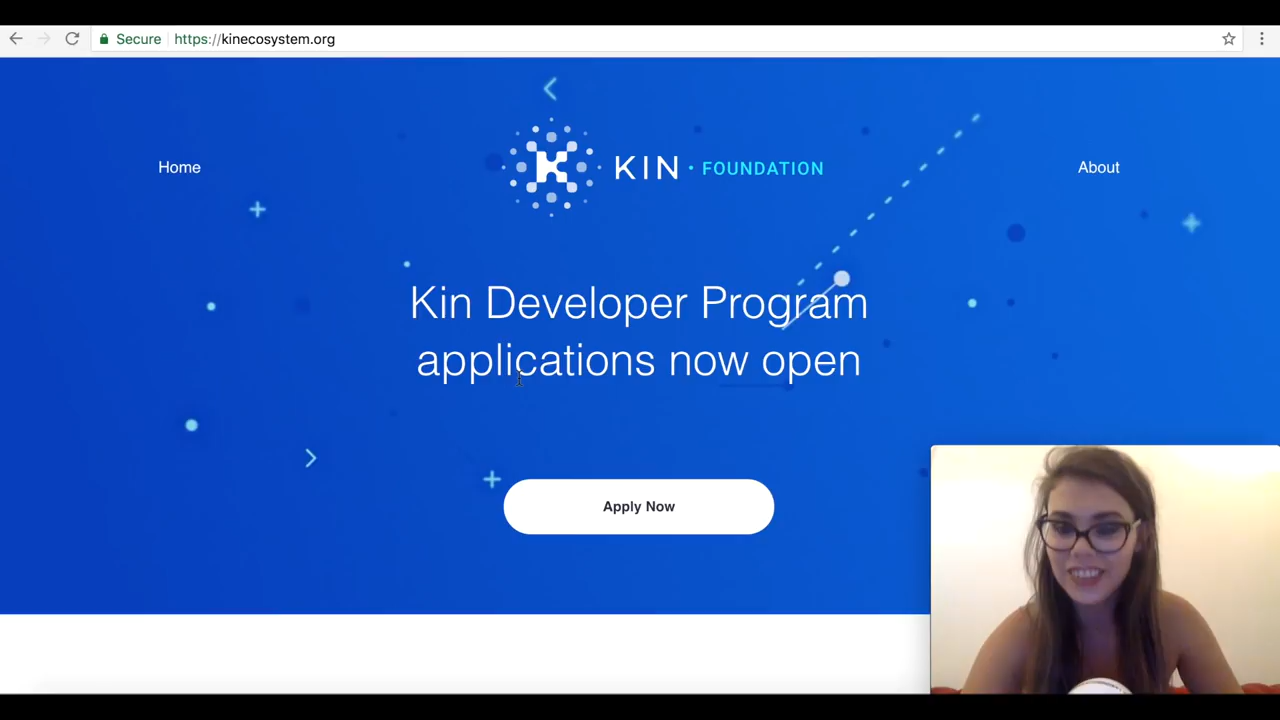 Secure https://kinecosystem.org
Home
KIN • FOUNDATION
About
Kin Developer Program
applications now open
Apply Now